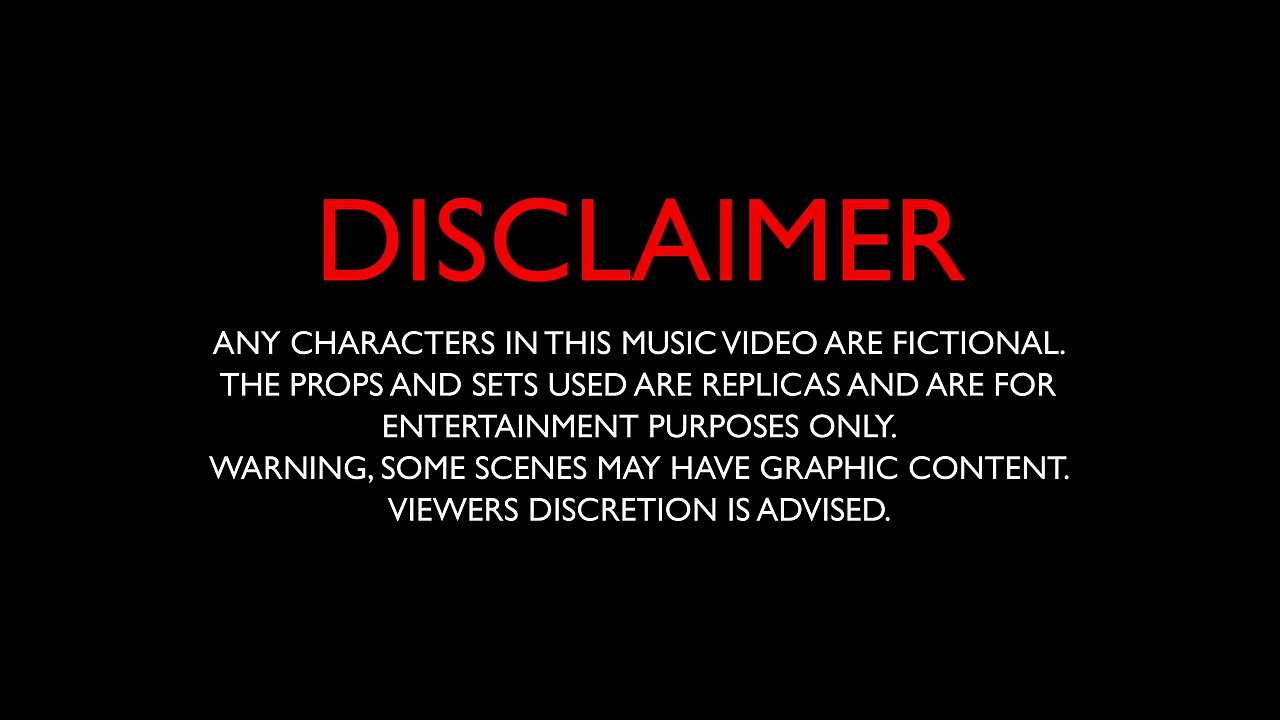 DISCLAIMER
ANY CHARACTERS IN THIS MUSIC VIDEO ARE FICTIONAL.
THE PROPS AND SETS USED ARE REPLICAS AND ARE FOR
ENTERTAINMENT PURPOSES ONLY.
WARNING, SOME SCENES MAY HAVE GRAPHIC CONTENT.
VIEWERS DISCRETION IS ADVISED.